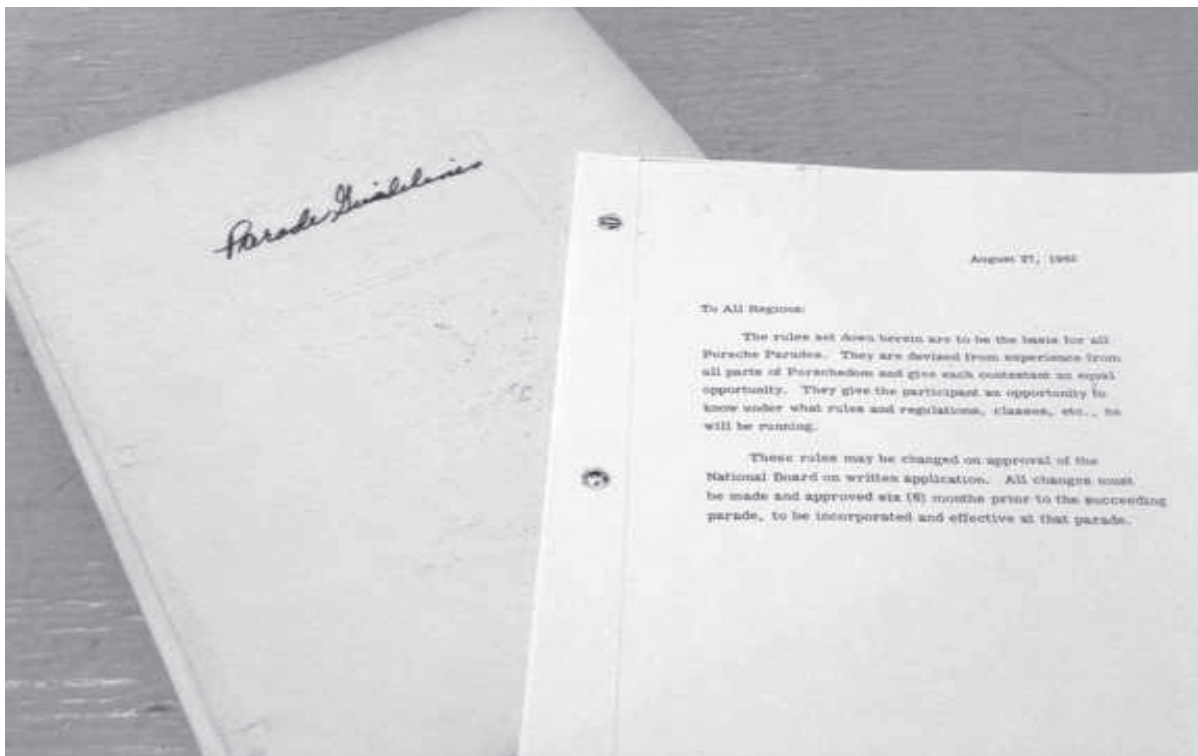 Parade Guidelines
August
To All Regions:
The rules set down herein are to be the basis for all
Porsche Parades. They are devised from experience from
all parts of Porschedom and give each contestant an equal
opportunity. They give the participant an opportunity to
know under what rules and regulations, classes, etc., he
will be running.
These rules may be changed on approval of the
National Board on written application. All changes must
be made and approved six (6) months prior to the succeeding
parade, to be incorporated and effective at that parade.